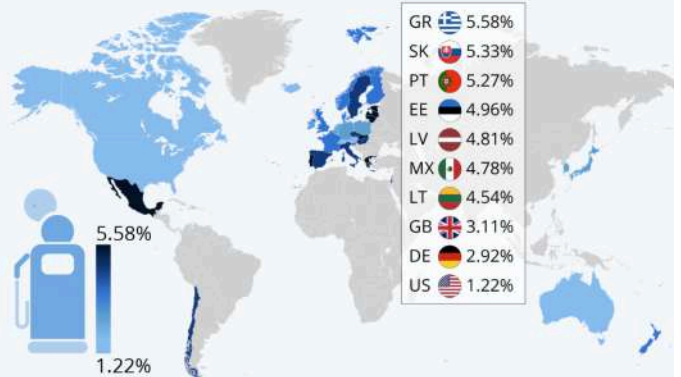 GR 5.58%
SK 5.33%
PT 5.27%
EE 4.96%
LV 4.81%
MX 4.78%
LT 4.54%
GB 3.11%
DE 2.92%
US 1.22%
5.58%
1.22%